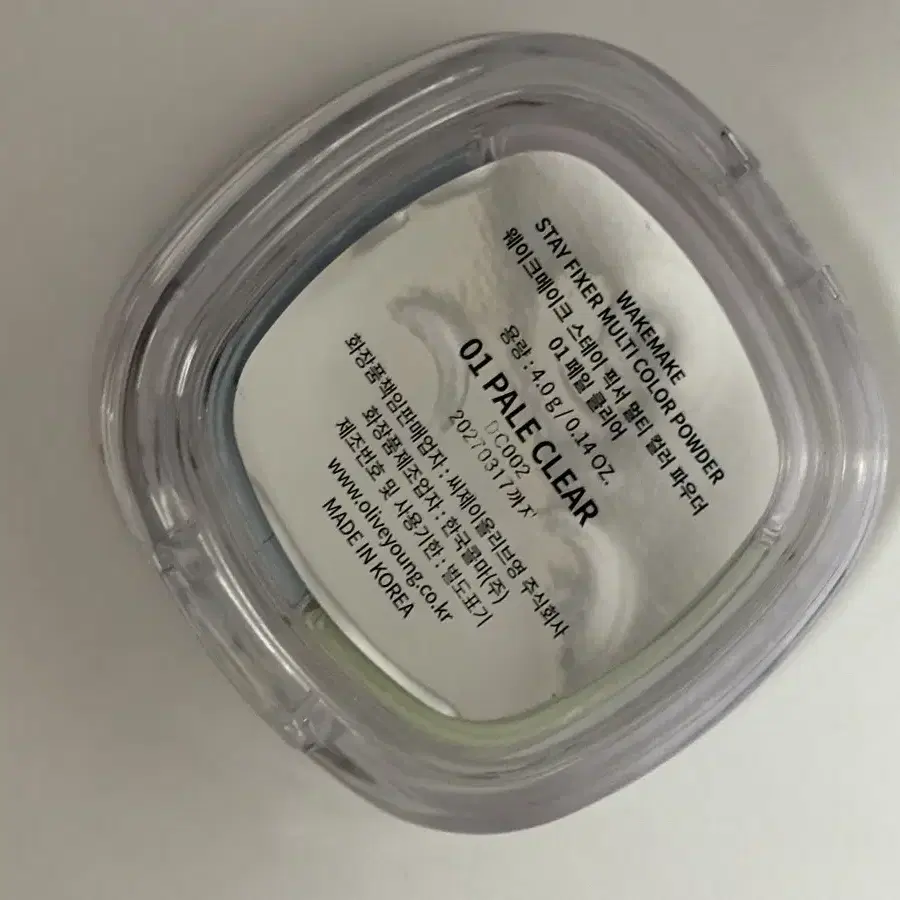 WAKEMAKE
STAY FIXER MULTI COLOR POWDER
웨이크메이크 스테이 픽서 멀티 컬러 파우더
01 페일 클리어
용량 : 4.0 g / 0.14 OZ.
01 PALE CLEAR
DC002
20270317까지
화장품책임판매업자 : 씨제이올리브영 주식회사
화장품제조업자 : 한국콜마(주)
제조번호 및 사용기한 : 별도표기
www.oliveyoung.co.kr
MADE IN KOREA